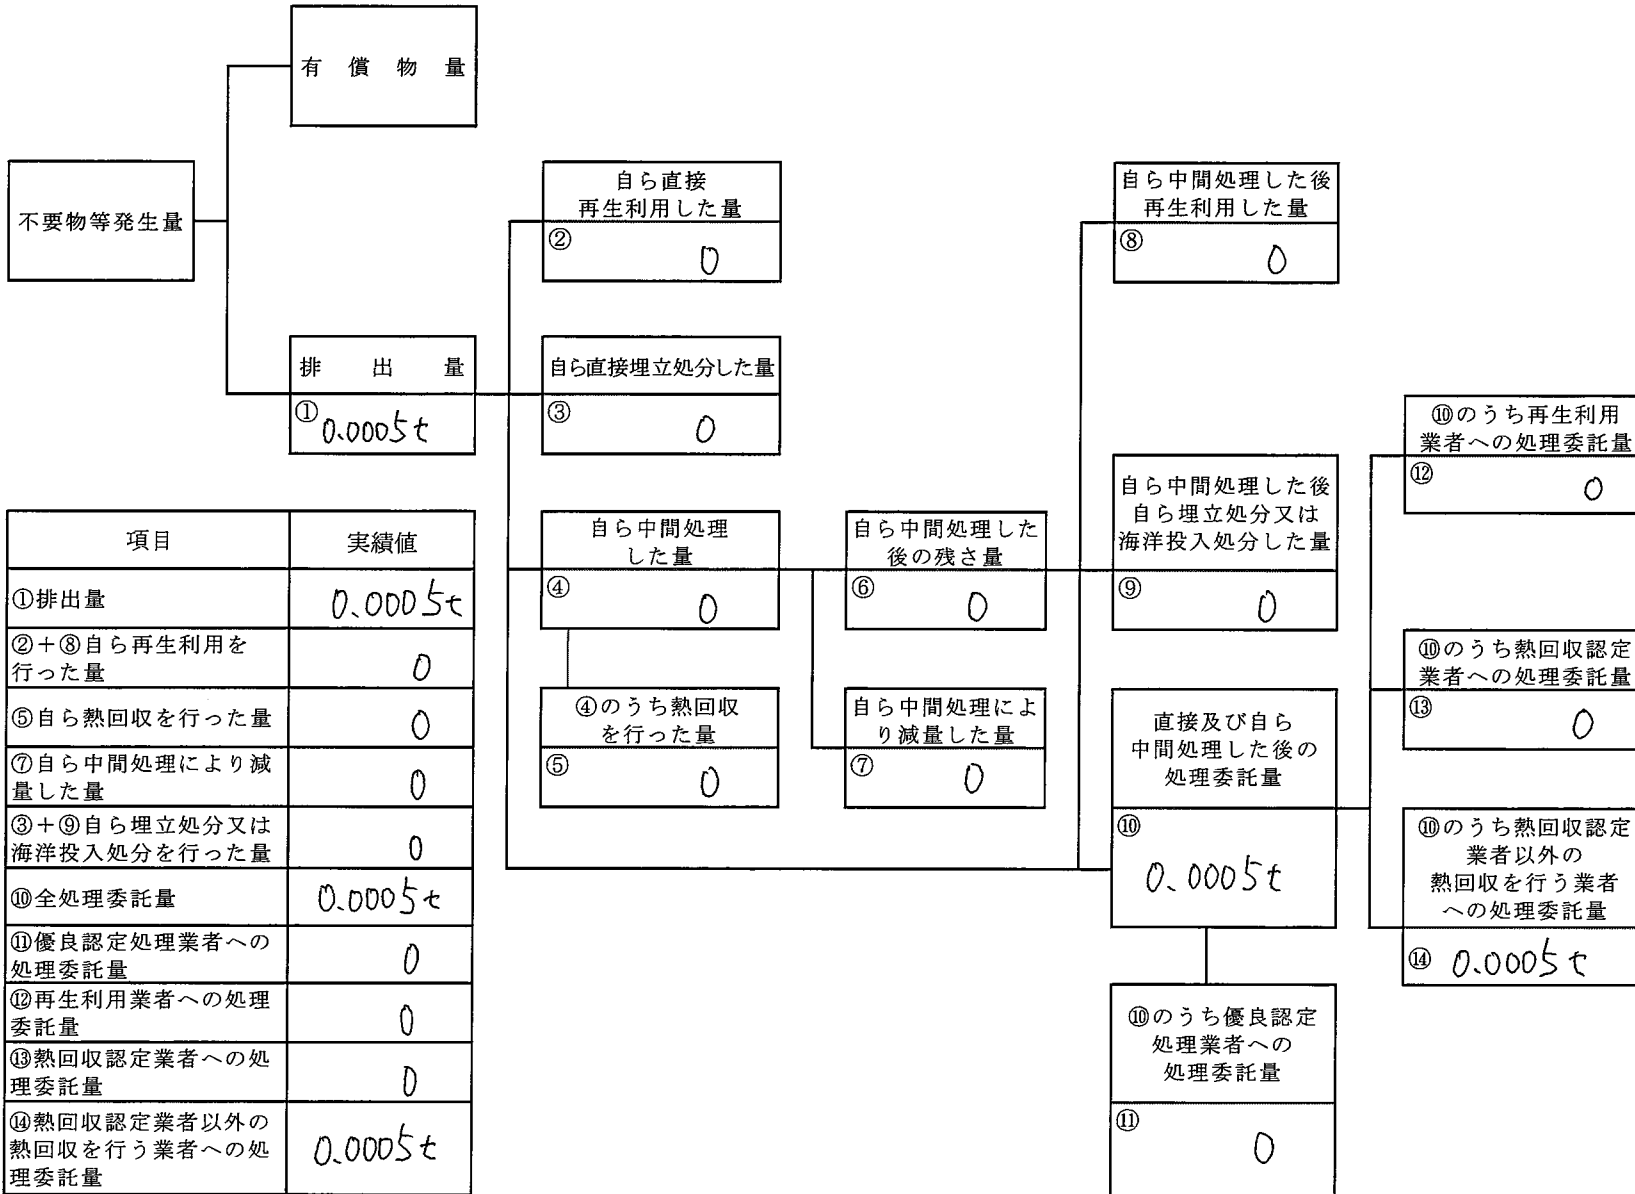 有償物量
不要物等発生量
自ら直接
再生利用した量
② 0
自ら中間処理した後
再生利用した量
⑧ 0
排出量
① 0.0005t
自ら直接埋立処分した量
③ 0
⑩のうち再生利用
業者への処理委託量
⑫ 0
自ら中間処理
した量
④ 0
自ら中間処理した
後の残さ量
⑥ 0
自ら中間処理した後
自ら埋立処分又は
海洋投入処分した量
⑨ 0
⑩のうち熱回収認定
業者への処理委託量
⑬ 0
④のうち熱回収
を行った量
⑤ 0
自ら中間処理によ
り減量した量
⑦ 0
直接及び自ら
中間処理した後の
処理委託量
⑩
0.0005t
⑩のうち熱回収認定
業者以外の
熱回収を行う業者
への処理委託量
⑭ 0.0005t
⑩のうち優良認定
処理業者への
処理委託量
⑪ 0
項目 実績値
①排出量 0.0005t
②+⑧自ら再生利用を
行った量 0
⑤自ら熱回収を行った量 0
⑦自ら中間処理により減
量した量 0
③+⑨自ら埋立処分又は
海洋投入処分を行った量 0
⑩全処理委託量 0.0005t
⑪優良認定処理業者への
処理委託量 0
⑫再生利用業者への処理
委託量 0
⑬熱回収認定業者への処
理委託量 0
⑭熱回収認定業者以外の
熱回収を行う業者への処
理委託量 0.0005t